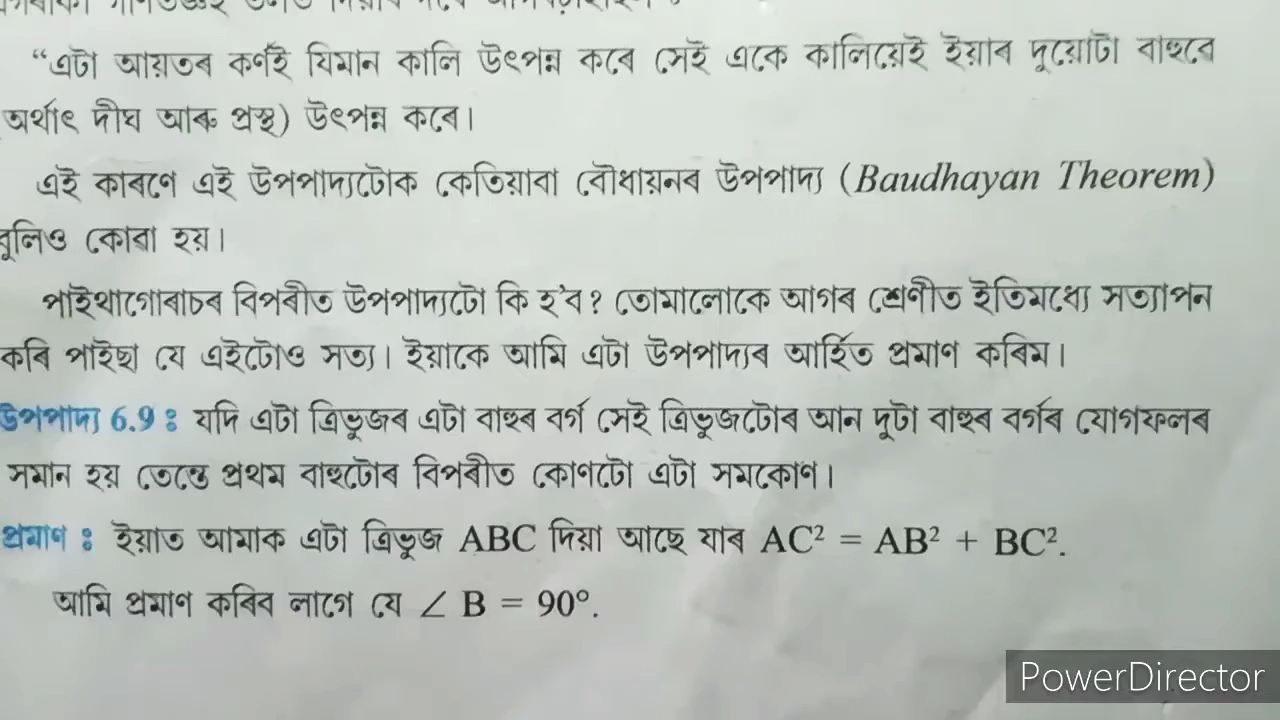 “এটা আয়তৰ কৰ্ণই যিমান কালি উৎপন্ন কৰে সেই একে কালিয়েই ইয়াৰ দুয়োটা বাহুৰে
অৰ্থাৎ দীঘ আৰু প্ৰস্থ) উৎপন্ন কৰে।
এই কাৰণে এই উপপাদ্যটোক কেতিয়াবা বৌধায়নৰ উপপাদ্য (Baudhayan Theorem)
বুলিও কোৱা হয়।
পাইথাগোৰাচৰ বিপৰীত উপপাদ্যটো কি হ’ব? তোমালোকে আগৰ শ্ৰেণীত ইতিমধ্যে সত্যাপন
কৰি পাইছা যে এইটোও সত্য। ইয়াকে আমি এটা উপপাদ্যৰ আৰ্হিত প্ৰমাণ কৰিম।
উপপাদ্য 6.9 : যদি এটা ত্ৰিভুজৰ এটা বাহুৰ বৰ্গ সেই ত্ৰিভুজটোৰ আন দুটা বাহুৰ বৰ্গৰ যোগফলৰ
সমান হয় তেন্তে প্ৰথম বাহুটোৰ বিপৰীত কোণটো এটা সমকোণ।
প্ৰমাণ : ইয়াত আমাক এটা ত্ৰিভূজ ABC দিয়া আছে যাৰ AC² = AB² + BC².
আমি প্ৰমাণ কৰিব লাগে যে ∠ B = 90°.
PowerDirector